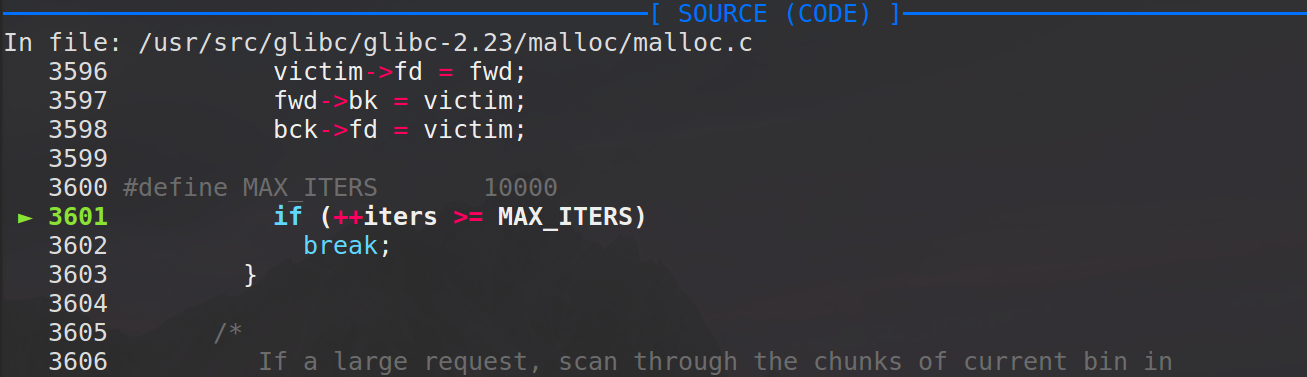 [ SOURCE (CODE) ]
In file: /usr/src/glibc/glibc-2.23/malloc/malloc.c
3596           victim->fd = fwd;
3597           fwd->bk = victim;
3598           bck->fd = victim;
3599
3600 #define MAX_ITERS       10000
► 3601           if (++iters >= MAX_ITERS)
3602             break;
3603         }
3604
3605       /*
3606          If a large request, scan through the chunks of current bin in